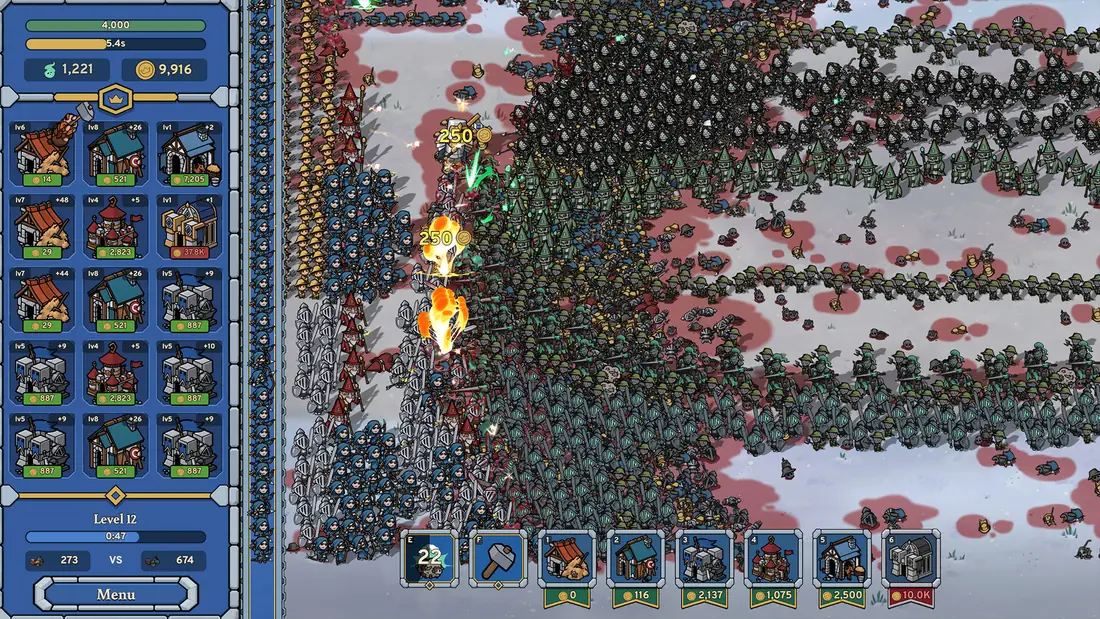 4,000
5.4s
1,221 9,916
lv6 lv8 +26 lv1 +2
14 521 7,205
lv7 +48 lv4 +5 lv1 +1
29 2,823 37.8K
lv7 +44 lv8 +26 lv5 +9
29 521 887
lv5 +9 lv4 +5 lv5 +10
887 2,823 887
lv5 +9 lv8 +26 lv5 +9
887 521 887
Level 12
0:47
273 VS 674
Menu
250
250
E F 1 2 3 4 5 6
22
0 116 2,137 1,075 2,500 10.0K